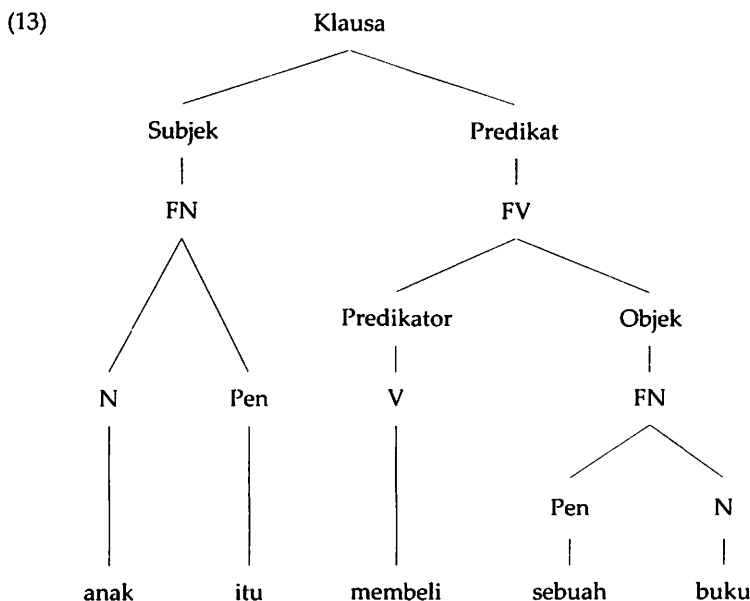 (13) Klausa
Subjek Predikat
FN FV
Predikator Objek
N Pen V FN
Pen N
anak itu membeli sebuah buku